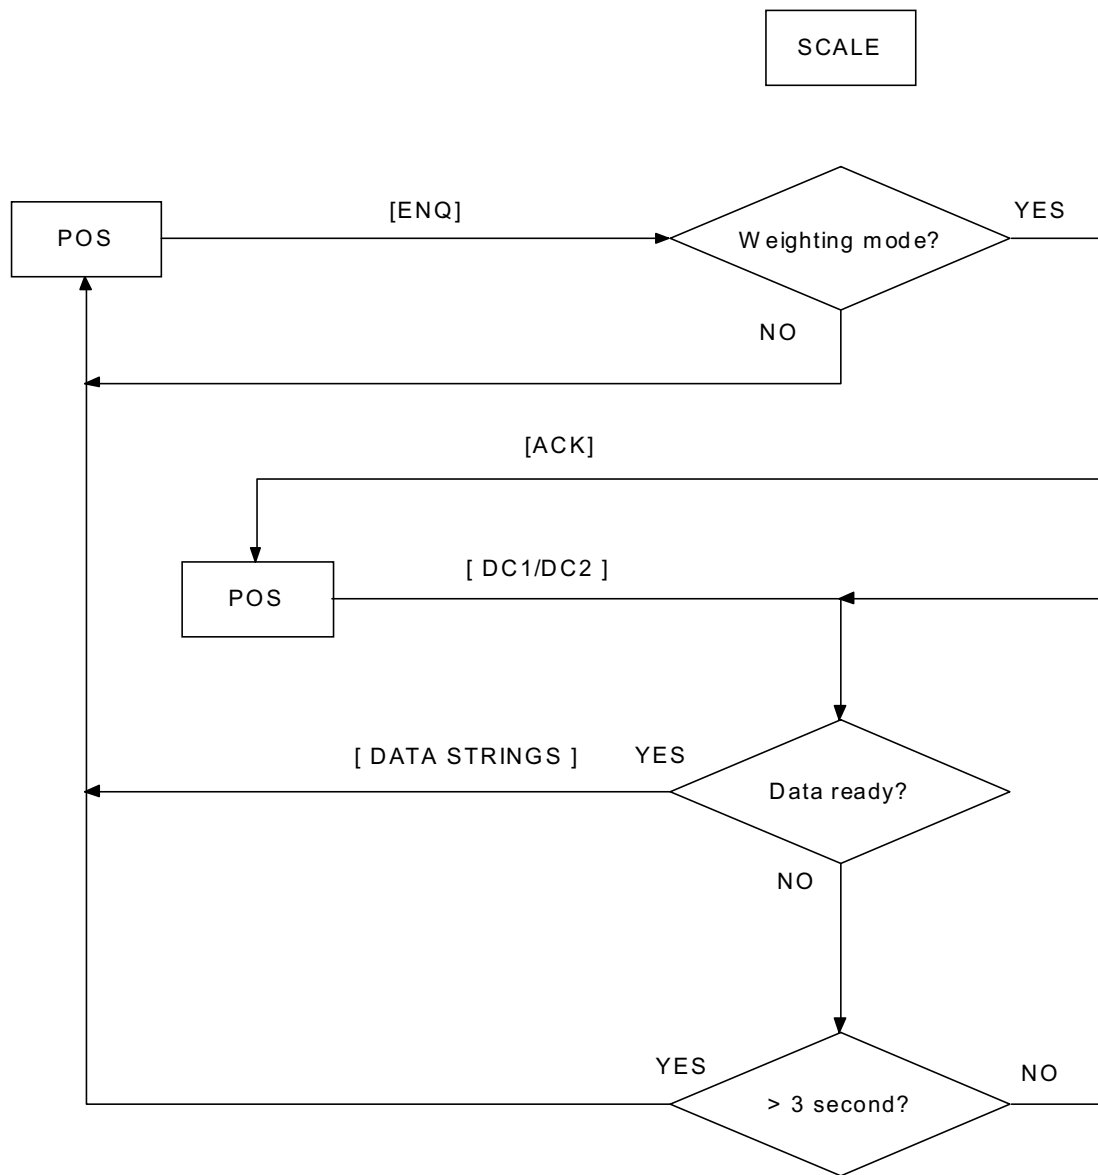 SCALE
[ENQ]
YES
POS
Weighting mode?
NO
[ACK]
[ DC1/DC2 ]
POS
[ DATA STRINGS ]
YES
Data ready?
NO
YES
NO
> 3 second?